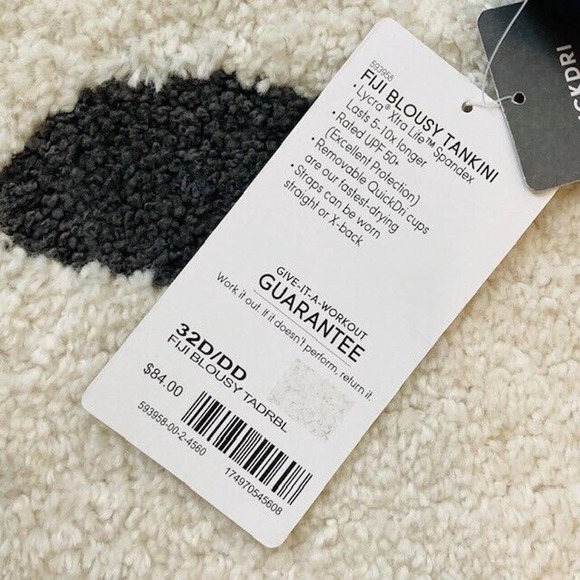 593958
FIJI BLOUSY TANKINI
• Lycra® Xtra Life™ Spandex
Lasts 5-10x longer
• Rated UPF 50+
(Excellent Protection)
• Removable QuickDri® cups
are our fastest-drying
• Straps can be worn
straight or X-back
GIVE-IT-A-WORKOUT
GUARANTEE
Work it out. If it doesn't perform, return it.
32D/DD
FIJI BLOUSY TADRBL
$84.00
593958-00-2-4560
174970545608
CKDRI